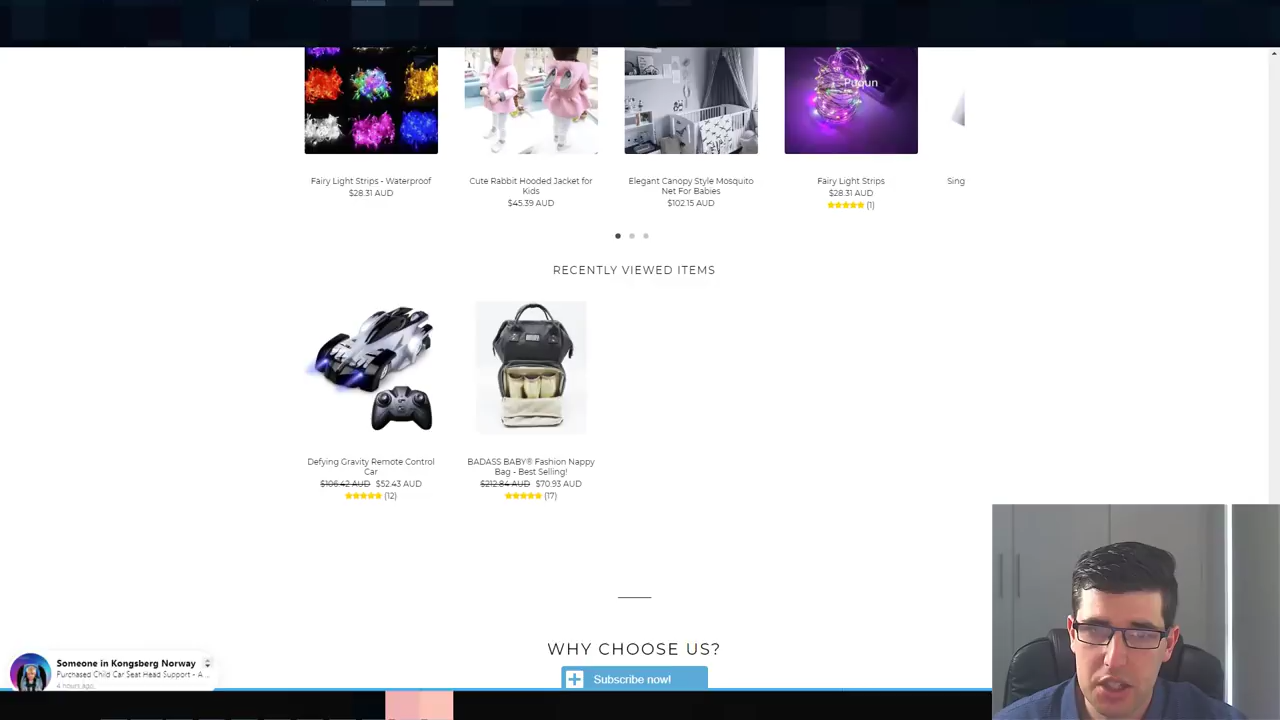 Puqun
Fairy Light Strips - Waterproof
$28.31 AUD
Cute Rabbit Hooded Jacket for
Kids
$45.39 AUD
Elegant Canopy Style Mosquito
Net For Babies
$102.15 AUD
Fairy Light Strips
$28.31 AUD
(1)
Sing
RECENTLY VIEWED ITEMS
Defying Gravity Remote Control
Car
$106.42 AUD $52.43 AUD
(12)
BADASS BABY® Fashion Nappy
Bag - Best Selling!
$212.84 AUD $70.93 AUD
(17)
WHY CHOOSE US?
Subscribe now!
Someone in Kongsberg Norway
Purchased Child Car Seat Head Support - A...
4 hours ago